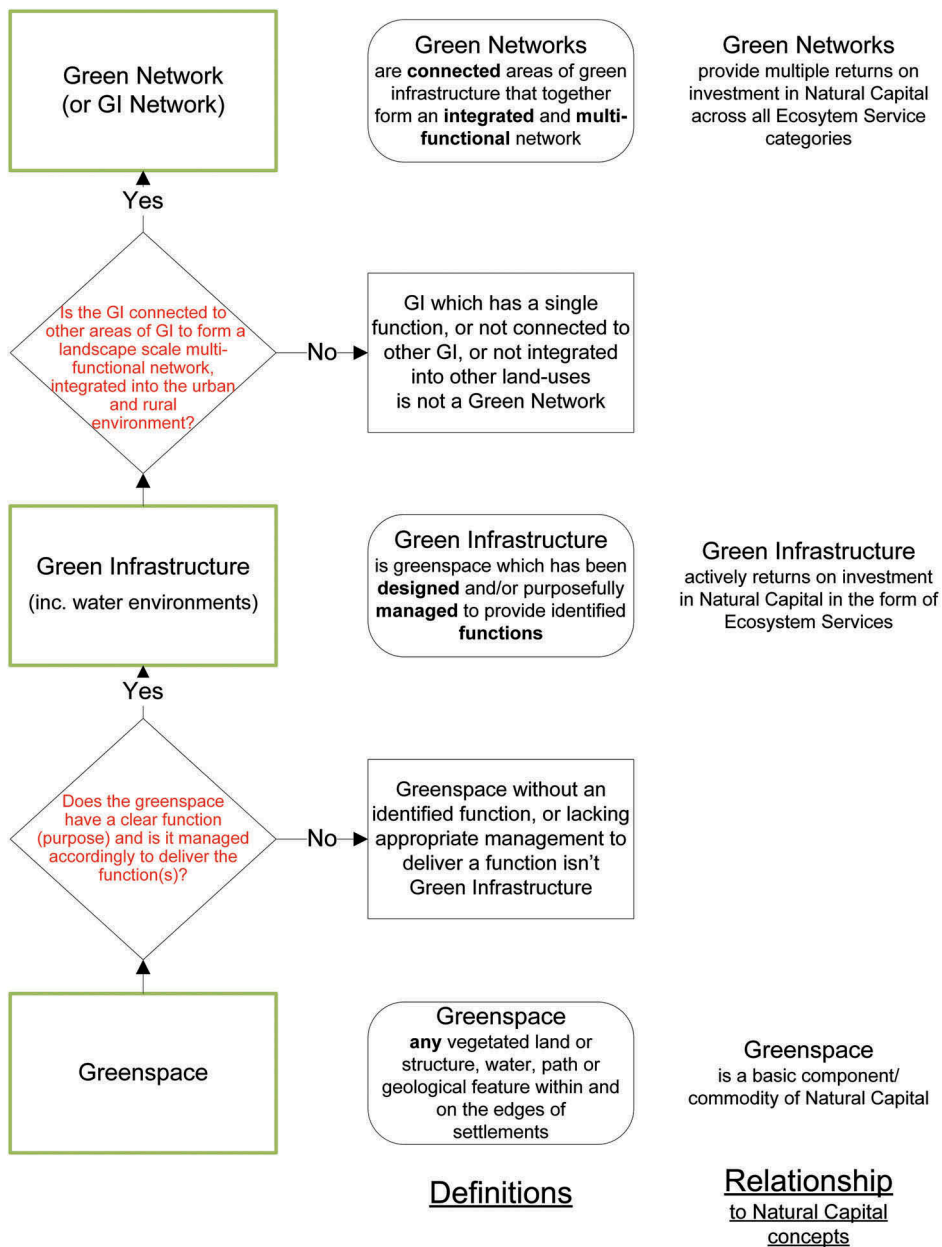 Green Network
(or GI Network)
Green Networks
are connected areas of green
infrastructure that together
form an integrated and multi-
functional network
Green Networks
provide multiple returns on
investment in Natural Capital
across all Ecosytem Service
categories
Yes
Is the GI connected to
other areas of GI to form a
landscape scale multi-
functional network,
integrated into the urban
and rural
environment?
No
GI which has a single
function, or not connected to
other GI, or not integrated
into other land-uses
is not a Green Network
Green Infrastructure
(inc. water environments)
Green Infrastructure
is greenspace which has been
designed and/or purposefully
managed to provide identified
functions
Green Infrastructure
actively returns on investment
in Natural Capital in the form of
Ecosystem Services
Yes
Does the greenspace
have a clear function
(purpose) and is it managed
accordingly to deliver the
function(s)?
No
Greenspace without an
identified function, or lacking
appropriate management to
deliver a function isn’t
Green Infrastructure
Greenspace
Greenspace
any vegetated land or
structure, water, path or
geological feature within and
on the edges of
settlements
Greenspace
is a basic component/
commodity of Natural Capital
Definitions
Relationship
to Natural Capital
concepts